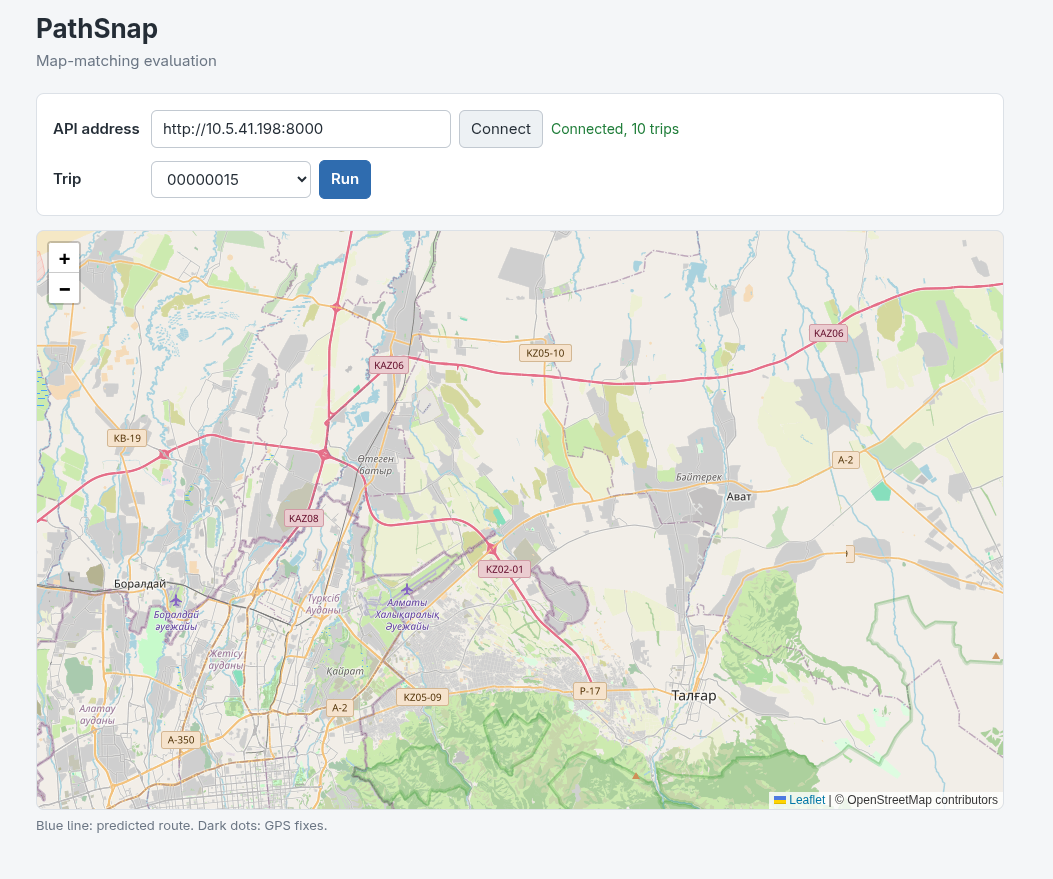 PathSnap
Map-matching evaluation
API address
http://10.5.41.198:8000
Connect
Connected, 10 trips
Trip
00000015
Run
+
−
KAZ06
KZ05-10
KAZ06
KB-19
Өтеген
батыр
A-2
Байтерек
Ават
KAZ08
KZ02-01
Боралдай
Боралдай
әуежайы
Түрксіб
Ауданы
Алматы
Халықаралық
Әуежайы
Жетісу
ауданы
Қайрат
KZ05-09
P-17
Талғар
Алатау
ауданы
A-2
A-350
Leaflet | © OpenStreetMap contributors
Blue line: predicted route. Dark dots: GPS fixes.